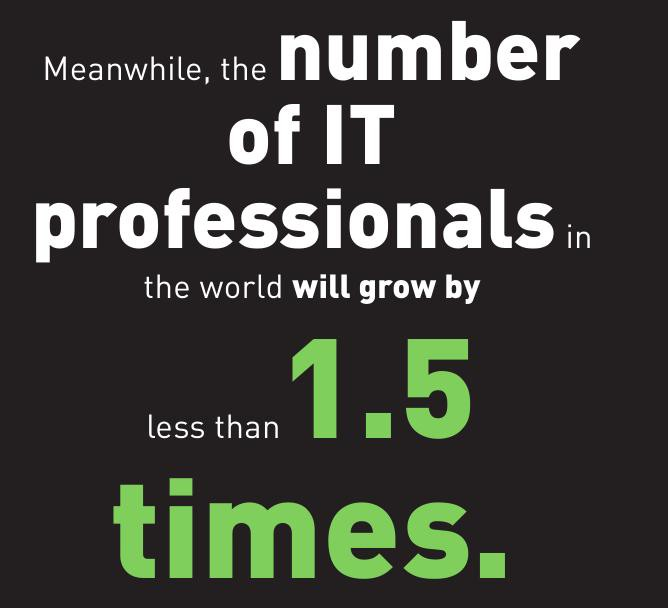 Meanwhile, the number
of IT
professionals in
the world will grow by
less than 1.5
times.